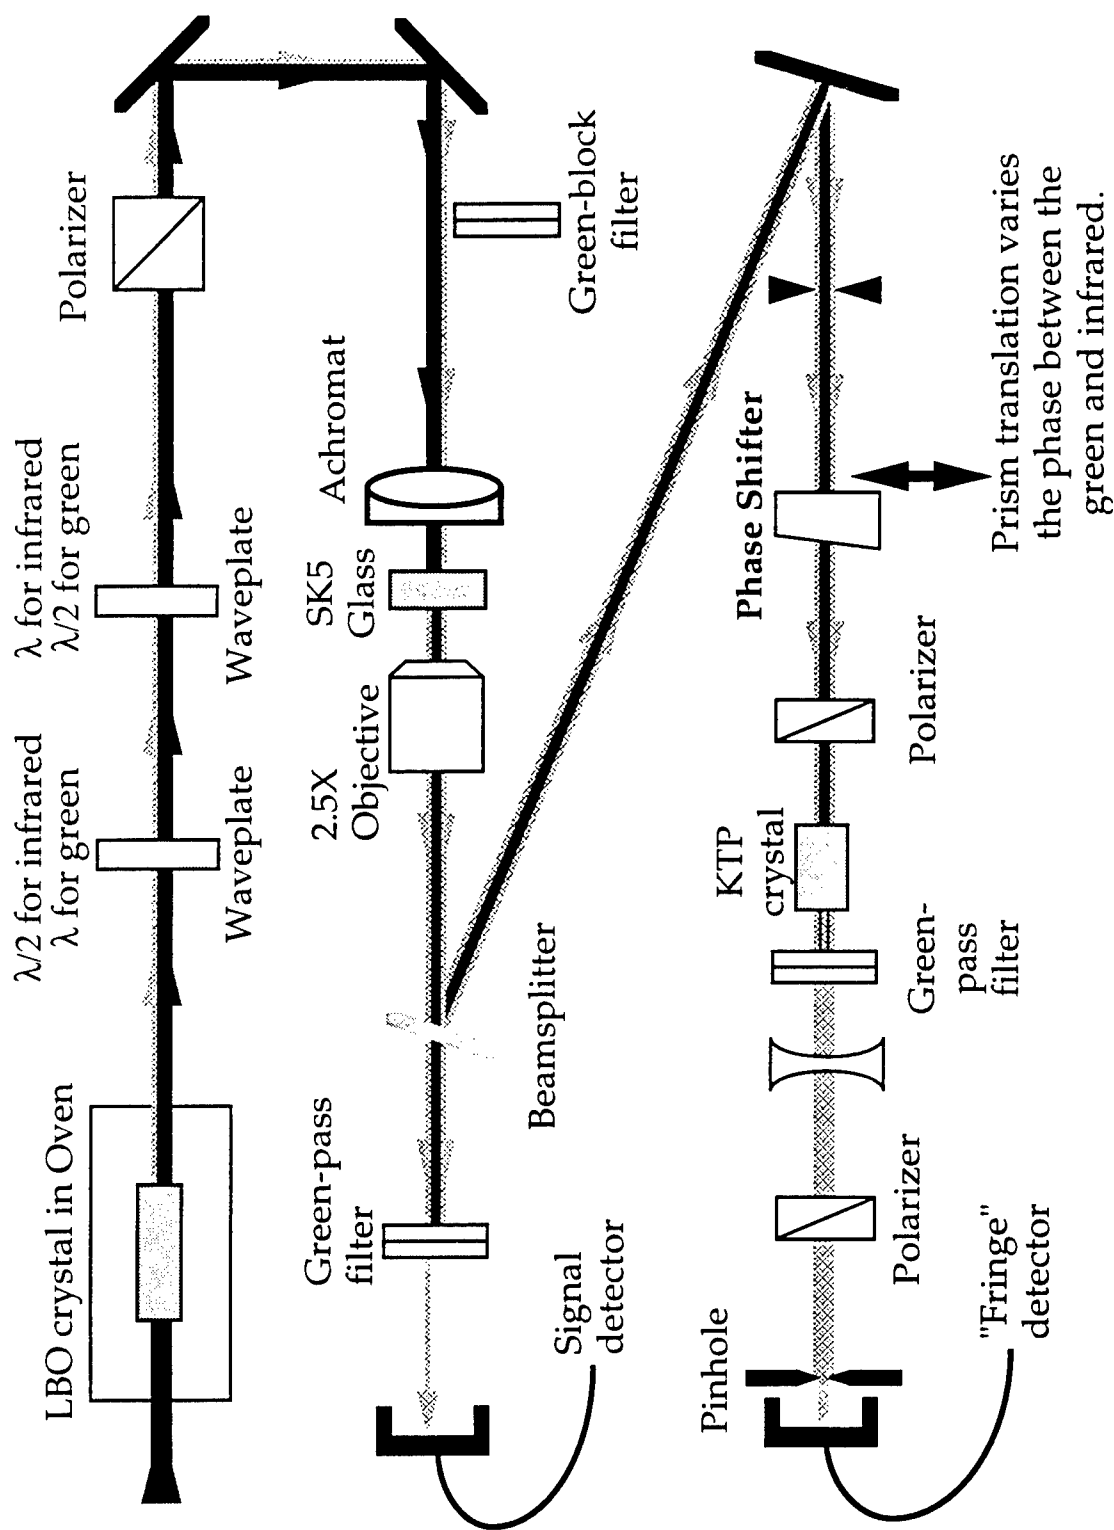 LBO crystal in Oven
λ/2 for infrared
λ for green
Waveplate
λ for infrared
λ/2 for green
Waveplate
Polarizer
Green-pass
filter
Signal
detector
Beamsplitter
2.5X
Objective
SK5
Glass
Achromat
Green-block
filter
Pinhole
"Fringe"
detector
Polarizer
Green-
pass
filter
KTP
crystal
Polarizer
Phase Shifter
Prism translation varies
the phase between the
green and infrared.